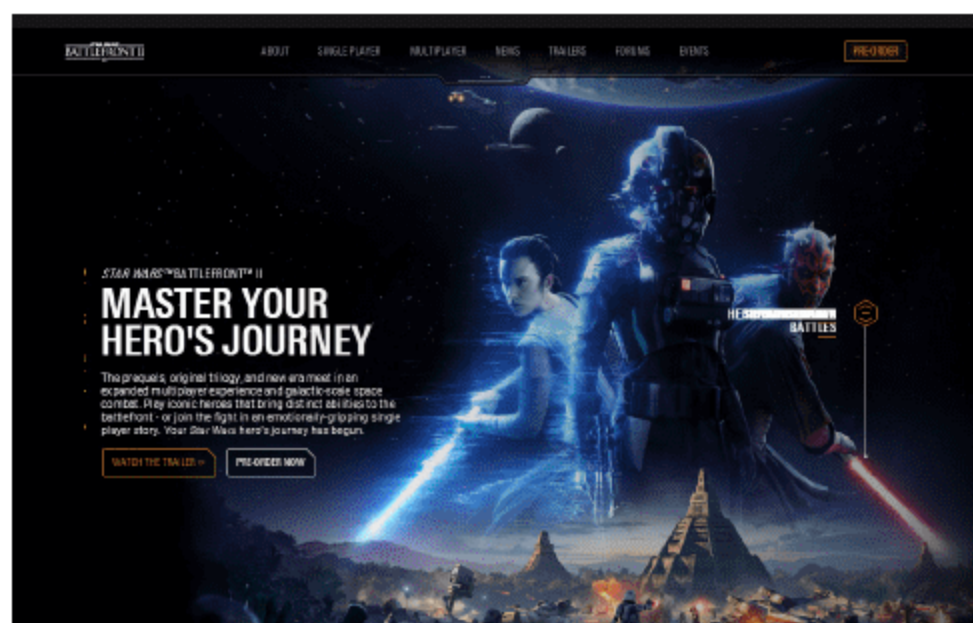 STAR WARS
BATTLEFRONT II
ABOUT
SINGLE PLAYER
MULTIPLAYER
NEWS
TRAILERS
FORUMS
EVENTS
PRE-ORDER
STAR WARS™ BATTLEFRONT™ II
MASTER YOUR
HERO'S JOURNEY
The prequels, original trilogy, and new era meet in an
expanded multiplayer experience and galactic-scale space
combat. Play iconic heroes that bring distinct abilities to the
battlefront - or join the fight in an emotionally-gripping single
player story. Your Star Wars hero's journey has begun.
WATCH THE TRAILER
PRE-ORDER NOW
BATTLES